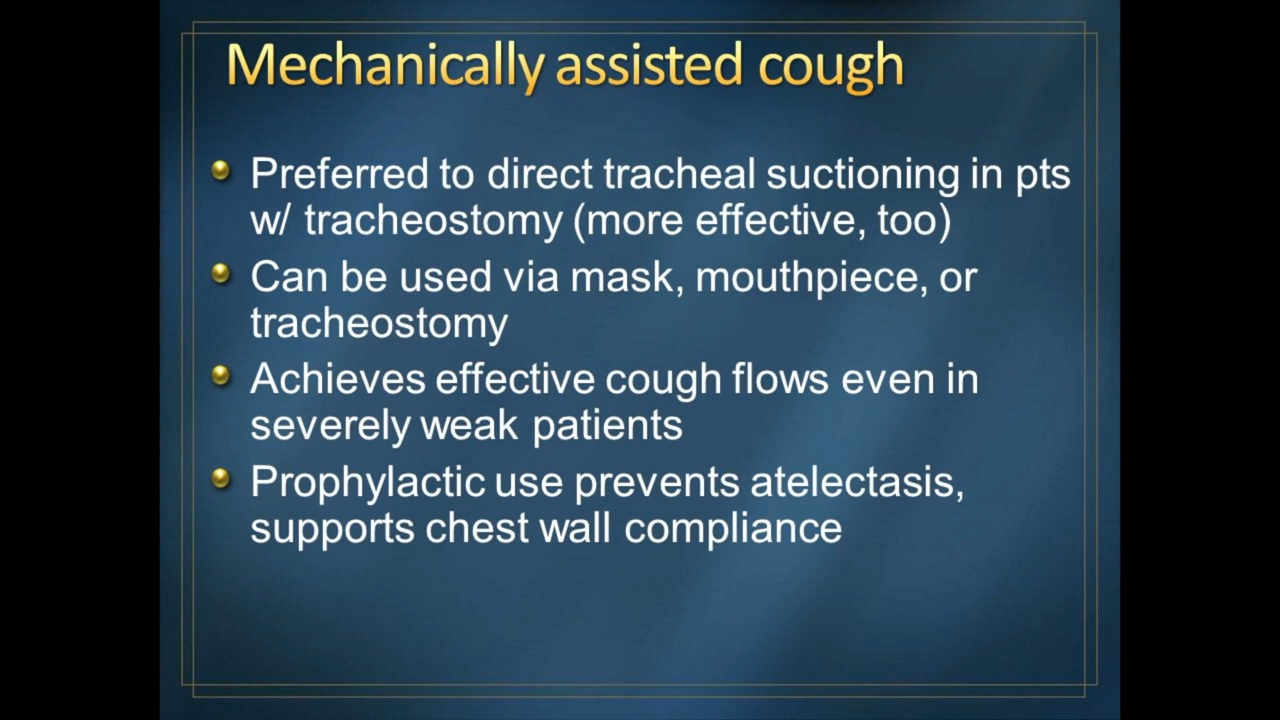 Mechanically assisted cough
Preferred to direct tracheal suctioning in pts
w/ tracheostomy (more effective, too)
Can be used via mask, mouthpiece, or
tracheostomy
Achieves effective cough flows even in
severely weak patients
Prophylactic use prevents atelectasis,
supports chest wall compliance